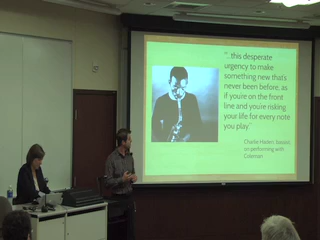 "...this desperate
urgency to make
something new that's
never been before, as
if you're on the front
line and you're risking
your life for every note
you play."
Charlie Haden, bassist,
on performing with
Coleman